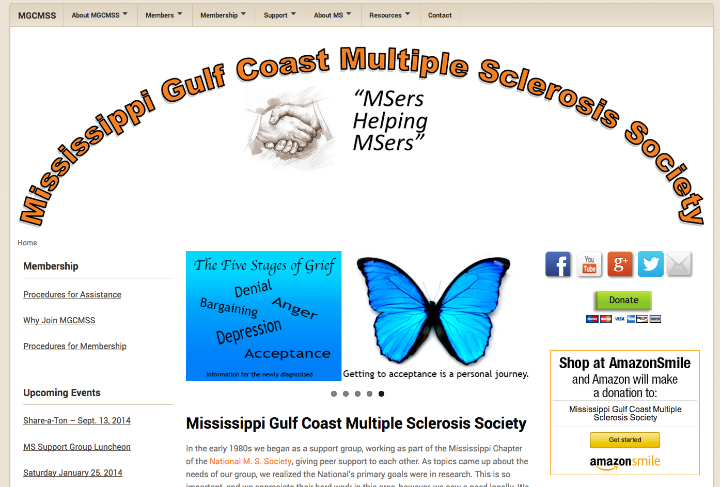 MGCMSS About MGCMSS Members Membership Support About MS Resources Contact
Mississippi Gulf Coast Multiple Sclerosis Society
“MSers
Helping
MSers”
Home
Membership
Procedures for Assistance
Why Join MGCMSS
Procedures for Membership
Upcoming Events
Share-a-Ton – Sept. 13, 2014
MS Support Group Luncheon
Saturday January 25, 2014
The Five Stages of Grief
Denial
Bargaining
Anger
Depression
Acceptance
Information for the newly diagnosised
Getting to acceptance is a personal journey.
Mississippi Gulf Coast Multiple Sclerosis Society
In the early 1980s we began as a support group, working as part of the Mississippi Chapter
of the National M. S. Society, giving peer support to each other. As topics came up about the
needs of our group, we realized the National's primary goals were in research. This is so
important, and we appreciate their hard work in this area, however we saw a need locally. We
f
You
Tube
g+
Donate
VISA
Shop at AmazonSmile
and Amazon will make
a donation to:
Mississippi Gulf Coast Multiple
Sclerosis Society
Get started
amazonsmile